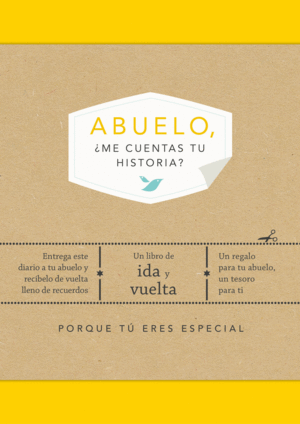 ABUELO,
¿ME CUENTAS TU
HISTORIA?
Entrega este
diario a tu abuelo y
recíbelo de vuelta
lleno de recuerdos
Un libro de
ida y
vuelta
Un regalo
para tu abuelo,
un tesoro
para ti
PORQUE TÚ ERES ESPECIAL